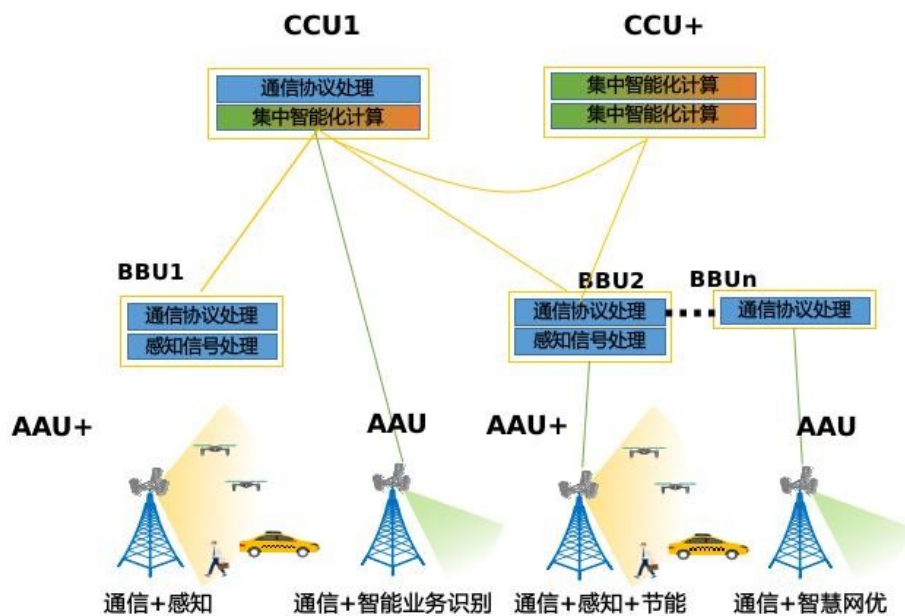 CCU1
CCU+
通信协议处理
集中智能化计算
集中智能化计算
集中智能化计算
BBU1
BBU2
BBUn
通信协议处理
感知信号处理
通信协议处理
感知信号处理
通信协议处理
AAU+
AAU
AAU+
AAU
通信+感知
通信+智能业务识别
通信+感知+节能
通信+智慧网优